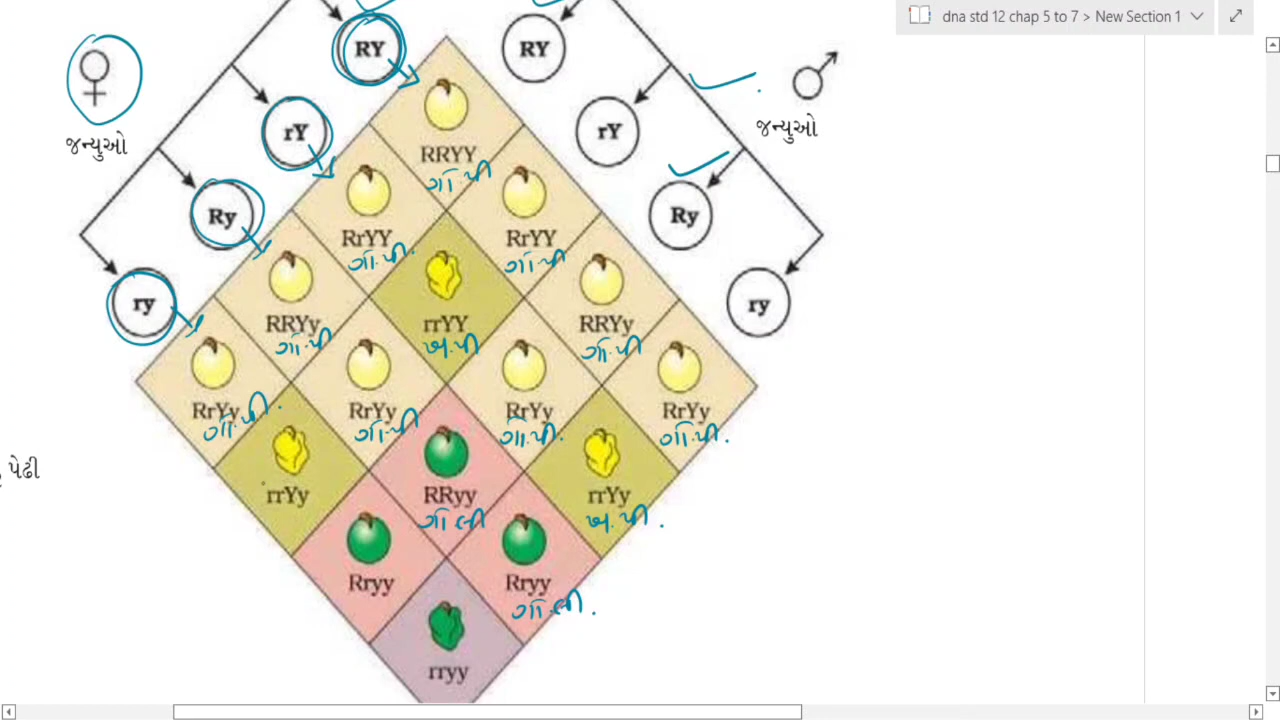 dna std 12 chap 5 to 7 > New Section 1
RY
RY
♀
♂
જન્યુઓ
rY
rY
જન્યુઓ
RRYY
ગો.પી
Ry
Ry
RrYY
ગો.પી.
RrYY
ગો.પી
ry
ry
RRYy
ગો.પી
rrYY
ખ.પી
RRYy
ગો.પી
RrYy
ગો.પી.
RrYy
ગો.પી
RrYy
ગો.પી.
RrYy
ગો.પી.
પેઢી
rrYy
RRyy
ગો લી
rrYy
ખ.પી.
Rryy
Rryy
ગો.લી.
rryy